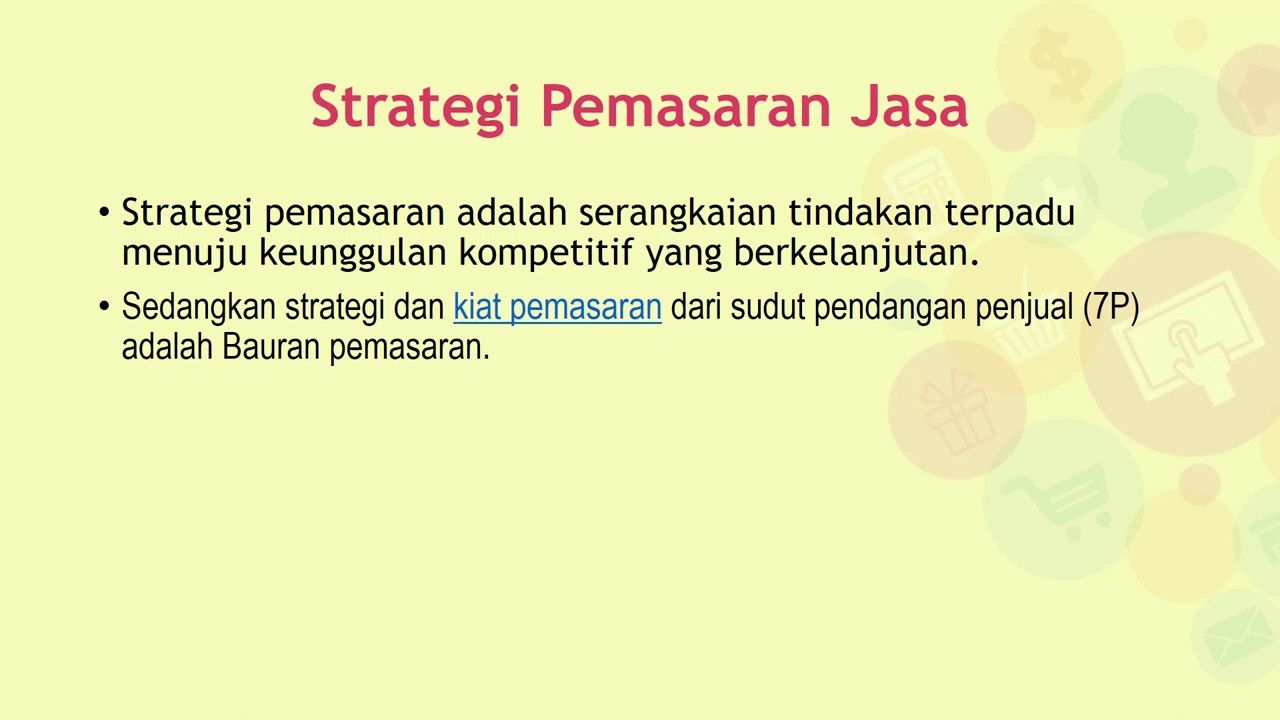 Strategi Pemasaran Jasa
• Strategi pemasaran adalah serangkaian tindakan terpadu
menuju keunggulan kompetitif yang berkelanjutan.
• Sedangkan strategi dan kiat pemasaran dari sudut pendangan penjual (7P)
adalah Bauran pemasaran.